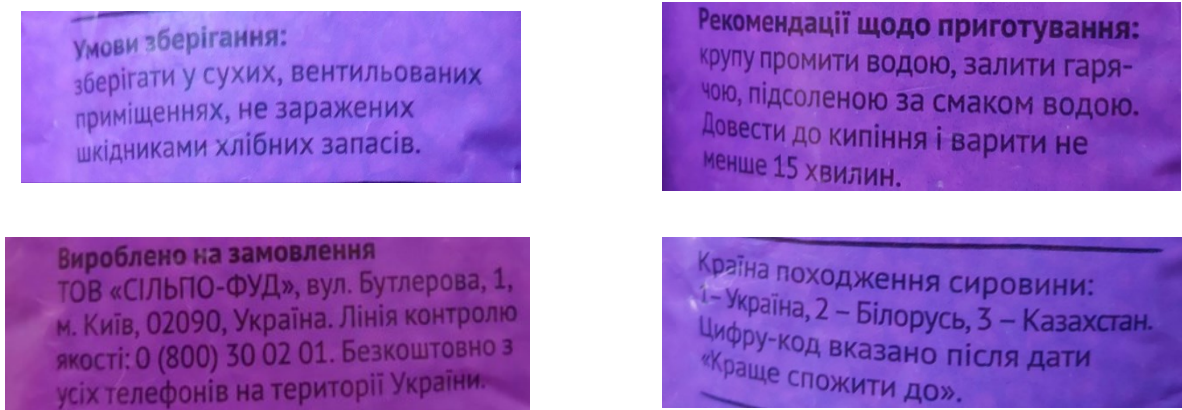 Умови зберігання:
зберігати у сухих, вентильованих
приміщеннях, не заражених
шкідниками хлібних запасів.
Рекомендації щодо приготування:
крупу промити водою, залити гаря-
чою, підсоленою за смаком водою.
Довести до кипіння і варити не
менше 15 хвилин.
Вироблено на замовлення
ТОВ «СІЛЬПО-ФУД», вул. Бутлерова, 1,
м. Київ, 02090, Україна. Лінія контролю
якості: 0 (800) 30 02 01. Безкоштовно з
усіх телефонів на території України.
Країна походження сировини:
1 – Україна, 2 – Білорусь, 3 – Казахстан.
Цифру-код вказано після дати
«Краще спожити до».